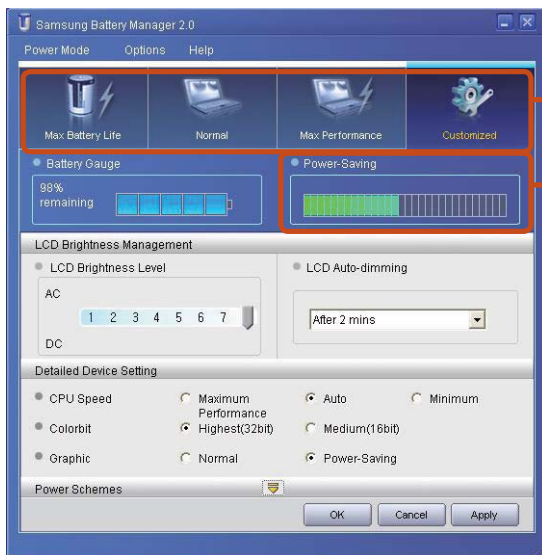 Samsung Battery Manager 2.0
Power Mode Options Help
Max Battery Life Normal Max Performance Customized
Battery Gauge
98%
remaining
Power-Saving
LCD Brightness Management
LCD Brightness Level
AC
1 2 3 4 5 6 7
DC
LCD Auto-dimming
After 2 mins
Detailed Device Setting
CPU Speed Maximum Performance Auto Minimum
Colorbit Highest(32bit) Medium(16bit)
Graphic Normal Power-Saving
Power Schemes
OK Cancel Apply